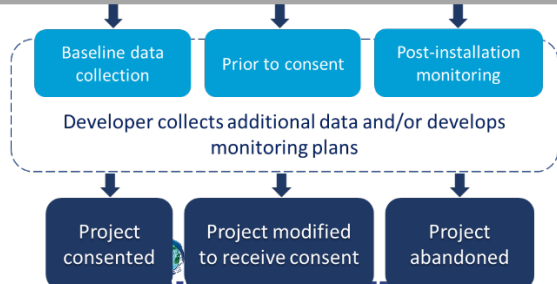 Baseline data
collection
Prior to consent
Post-installation
monitoring
Developer collects additional data and/or develops
monitoring plans
Project
consented
Project modified
to receive consent
Project
abandoned